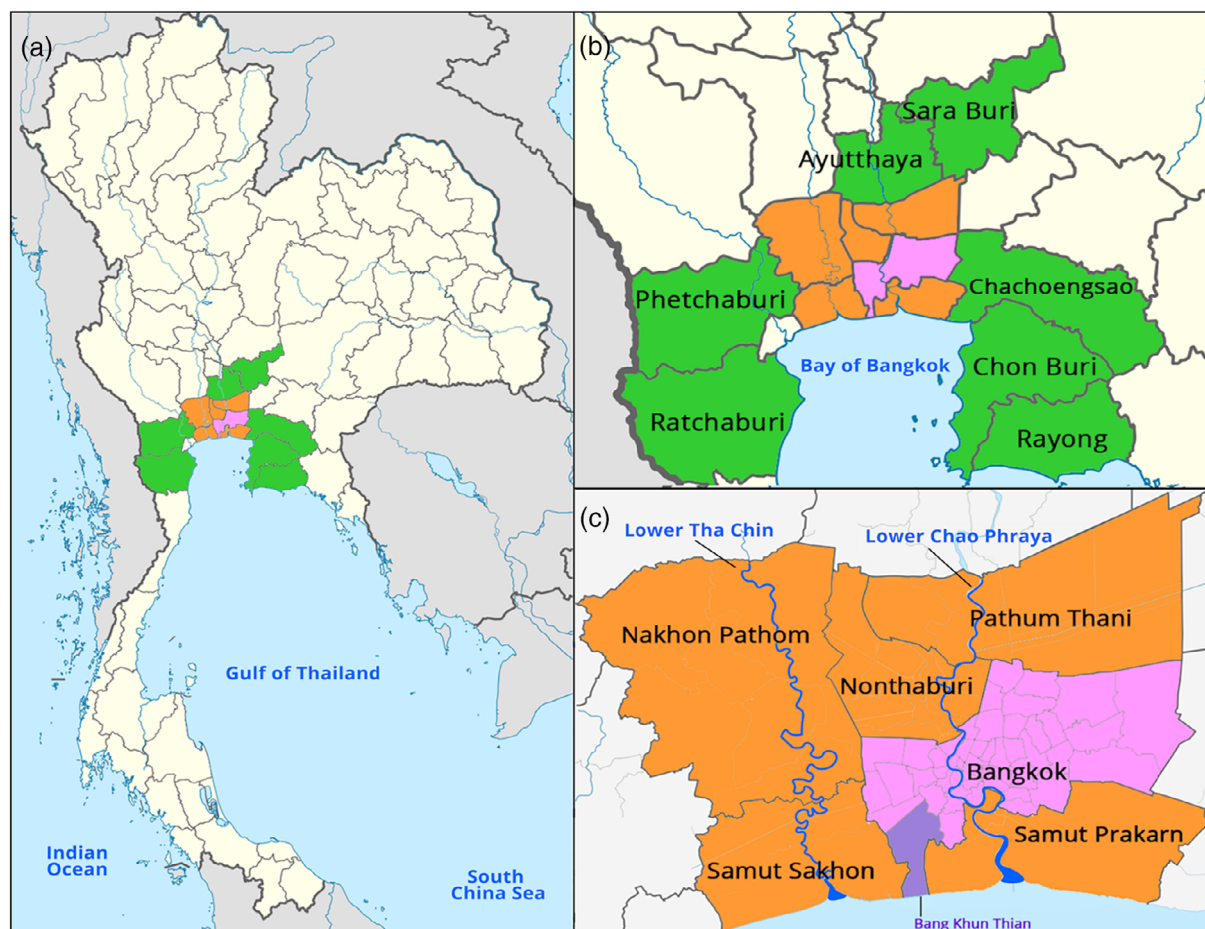 (a)
Gulf of Thailand
Indian
Ocean
South
China Sea
(b)
Sara Buri
Ayutthaya
Phetchaburi
Chachoengsao
Bay of Bangkok
Chon Buri
Ratchaburi
Rayong
(c)
Lower Tha Chin
Lower Chao Phraya
Nakhon Pathom
Pathum Thani
Nonthaburi
Bangkok
Samut Prakarn
Samut Sakhon
Bang Khun Thian